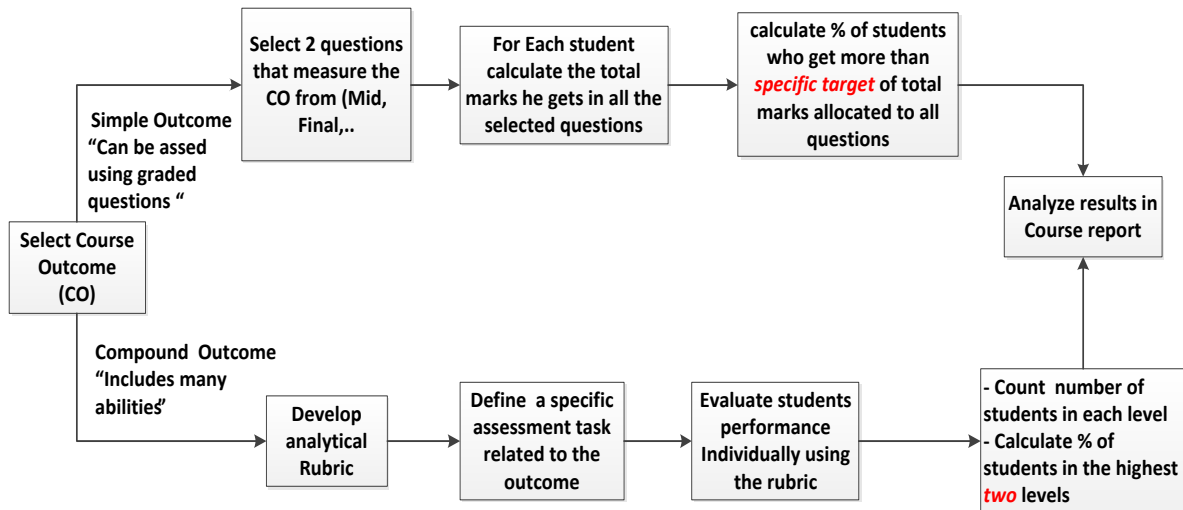 Select Course
Outcome
(CO)
Simple Outcome
“Can be assed
using graded
questions “
Select 2 questions
that measure the
CO from (Mid,
Final,..
For Each student
calculate the total
marks he gets in all the
selected questions
calculate % of students
who get more than
specific target of total
marks allocated to all
questions
Compound Outcome
“Includes many
abilities”
Develop
analytical
Rubric
Define a specific
assessment task
related to the
outcome
Evaluate students
performance
Individually using
the rubric
- Count number of
students in each level
- Calculate % of
students in the highest
two levels
Analyze results in
Course report